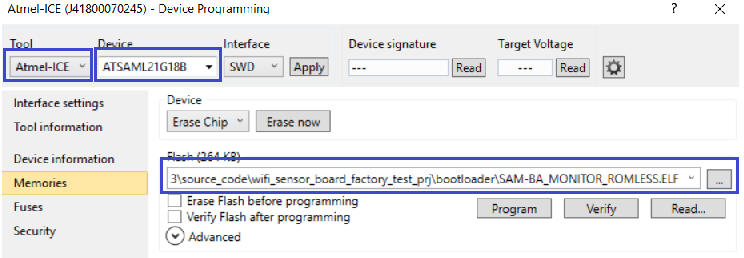 Atmel-ICE (J41800070245) - Device Programming ? ×
Tool Device Interface Device signature Target Voltage
Atmel-ICE ATSAML21G18B SWD Apply --- Read --- Read
Interface settings
Tool information
Device information
Memories
Fuses
Security
Device
Erase Chip Erase now
Flash (264 KB)
3\source_code\wifi_sensor_board_factory_test_prj\bootloader\SAM-BA_MONITOR_ROMLESS.ELF ...
Erase Flash before programming
Verify Flash after programming
Program Verify Read...
Advanced